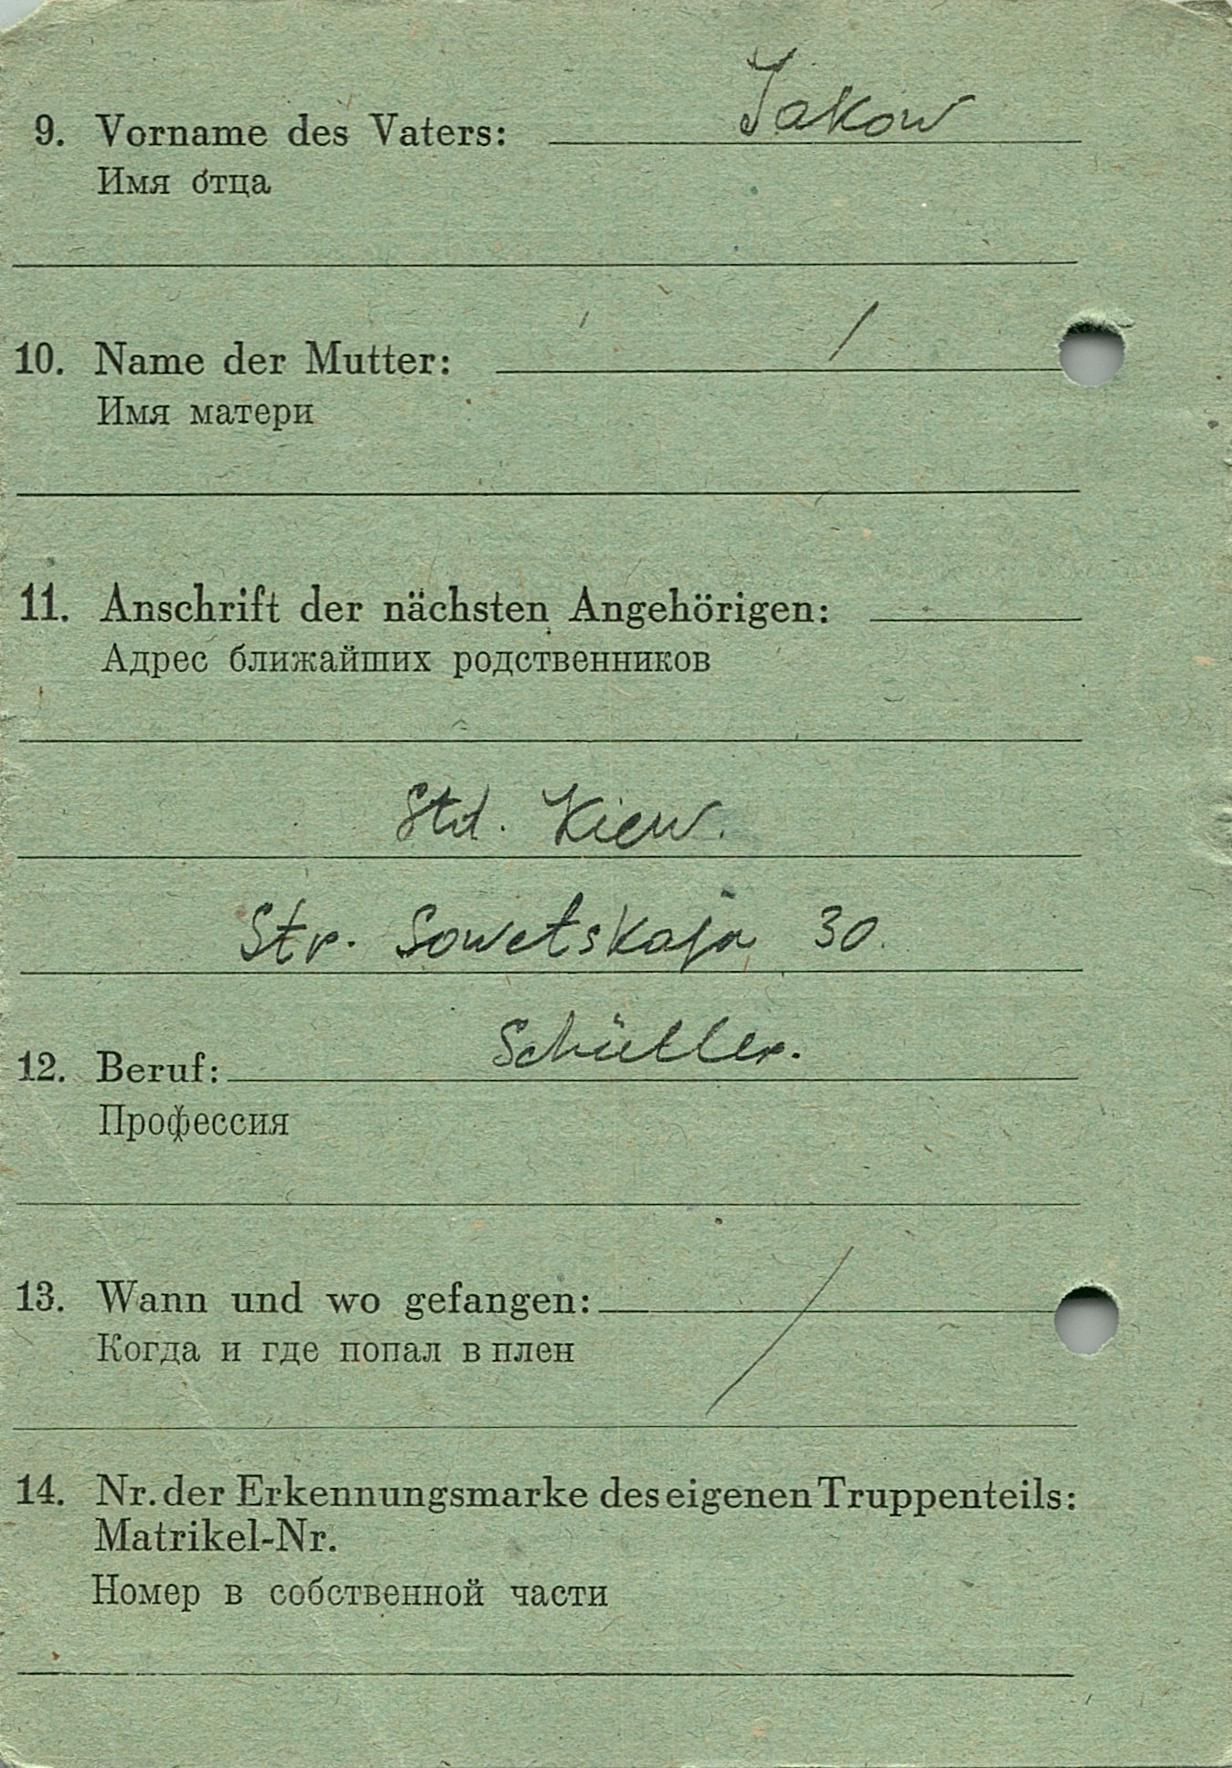 9. Vorname des Vaters: Jakow
Имя отца
10. Name der Mutter: /
Имя матери
11. Anschrift der nächsten Angehörigen:
Адрес ближайших родственников
Std. Kiew.
Str. Sowetskaja 30.
12. Beruf: Schüller.
Профессия
13. Wann und wo gefangen: /
Когда и где попал в плен
14. Nr. der Erkennungsmarke des eigenen Truppenteils:
Matrikel-Nr.
Номер в собственной части